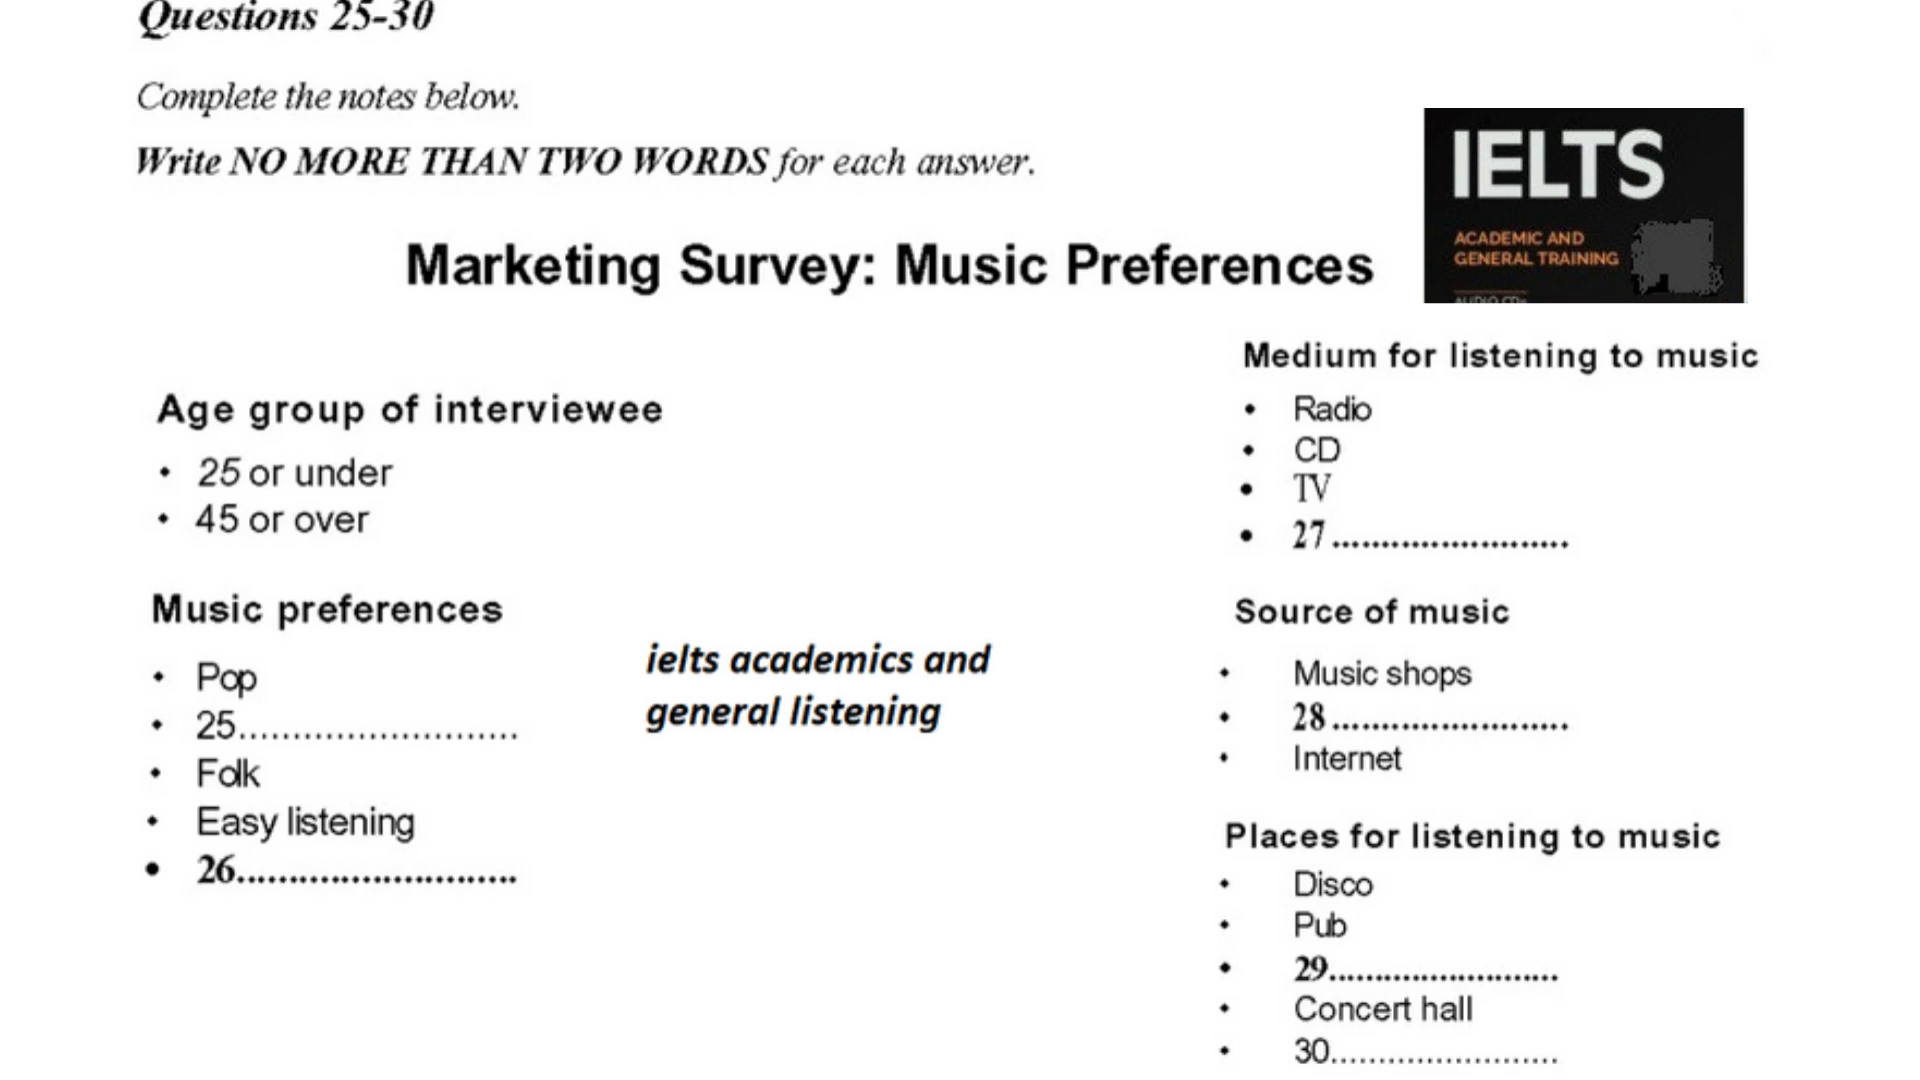 Questions 25-30
Complete the notes below.
Write NO MORE THAN TWO WORDS for each answer.
IELTS
ACADEMIC AND
GENERAL TRAINING
AUDIO CDs
Marketing Survey: Music Preferences
Age group of interviewee
• 25 or under
• 45 or over
Music preferences
• Pop
• 25..........................
• Folk
• Easy listening
• 26..........................
ielts academics and
general listening
Medium for listening to music
• Radio
• CD
• TV
• 27........................
Source of music
• Music shops
• 28........................
• Internet
Places for listening to music
• Disco
• Pub
• 29........................
• Concert hall
• 30........................